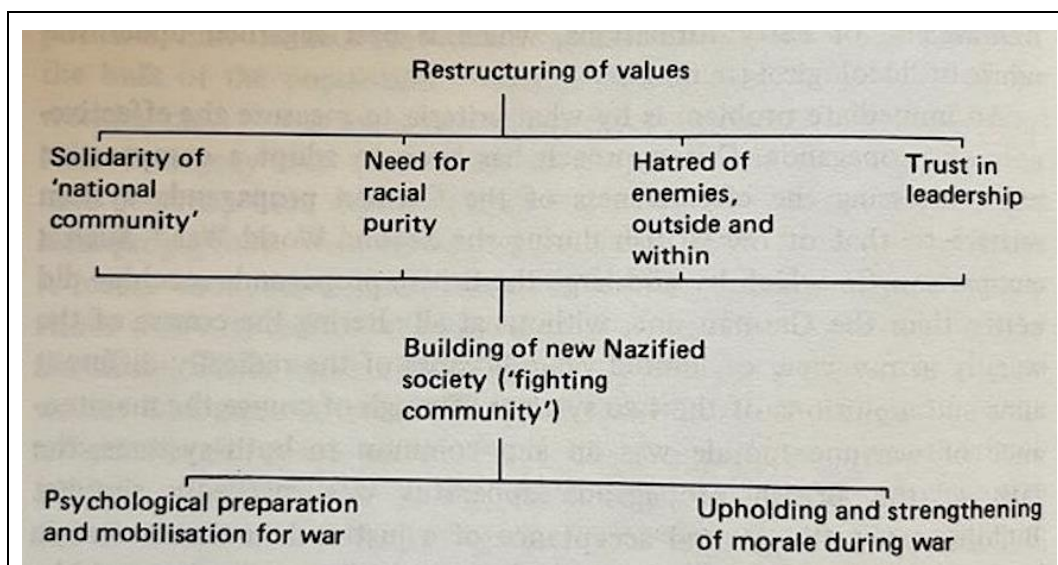 Restructuring of values
Solidarity of
'national
community'
Need for
racial
purity
Hatred of
enemies,
outside and
within
Trust in
leadership
Building of new Nazified
society ('fighting
community')
Psychological preparation
and mobilisation for war
Upholding and strengthening
of morale during war